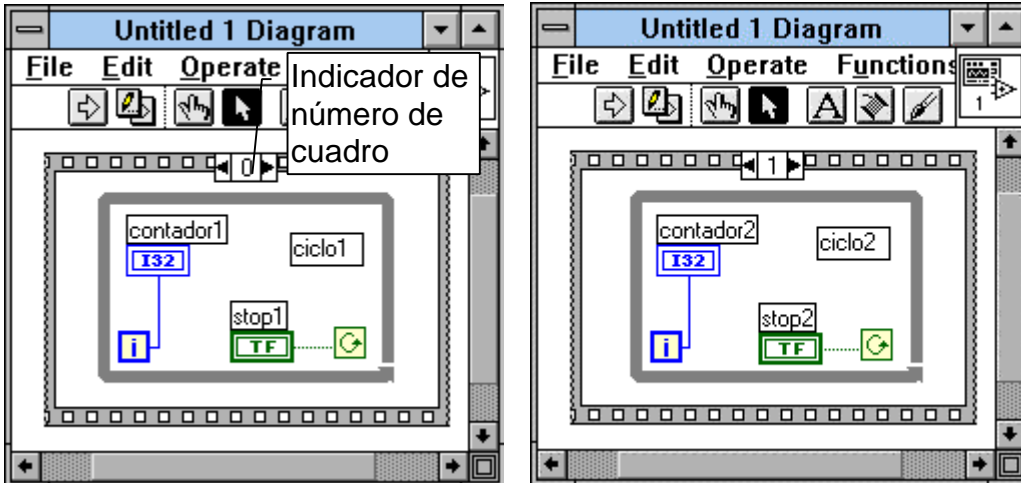 Untitled 1 Diagram
File Edit Operate
Indicador de
número de
cuadro
0
contador1
I32
ciclo1
stop1
i
TF
Untitled 1 Diagram
File Edit Operate Functions
A
1
1
contador2
I32
ciclo2
stop2
i
TF